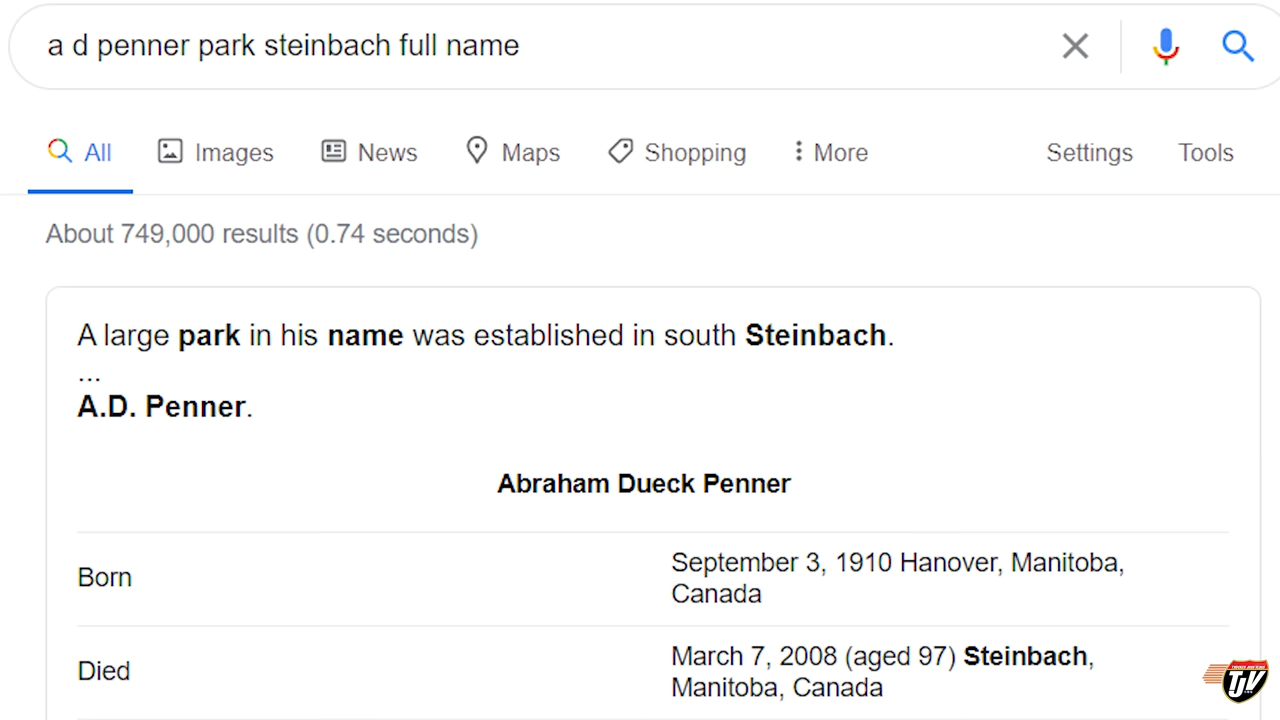 a d penner park steinbach full name
All Images News Maps Shopping More Settings Tools
About 749,000 results (0.74 seconds)
A large park in his name was established in south Steinbach.
...
A.D. Penner.
Abraham Dueck Penner
Born September 3, 1910 Hanover, Manitoba,
Canada
Died March 7, 2008 (aged 97) Steinbach,
Manitoba, Canada
TJV